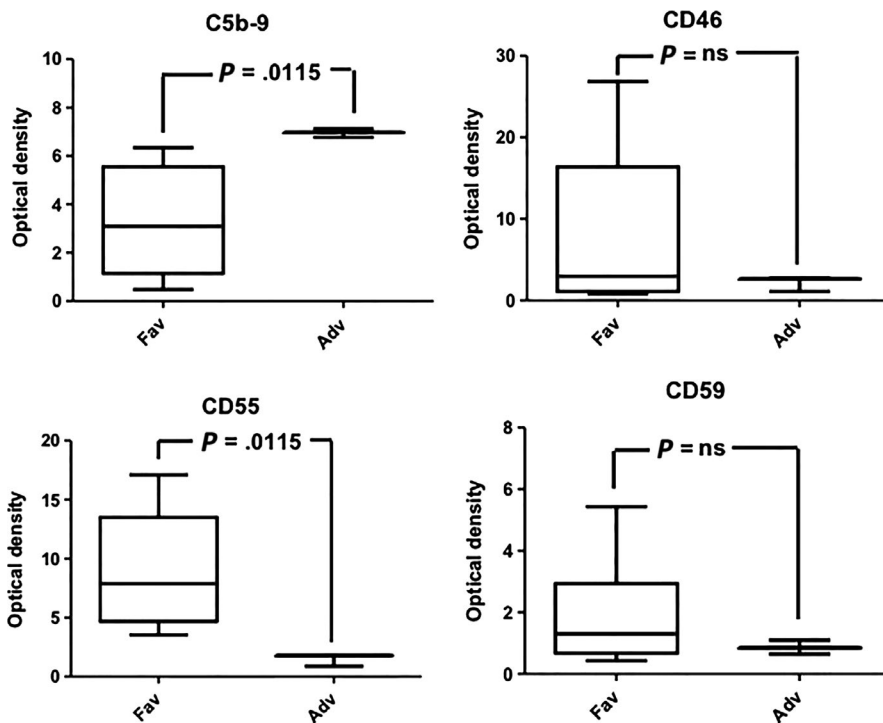 C5b-9
P = .0115
Optical density
10
8
6
4
2
0
Fav
Adv
CD46
P = ns
Optical density
30
20
10
0
Fav
Adv
CD55
P = .0115
Optical density
20
15
10
5
0
Fav
Adv
CD59
P = ns
Optical density
8
6
4
2
0
Fav
Adv